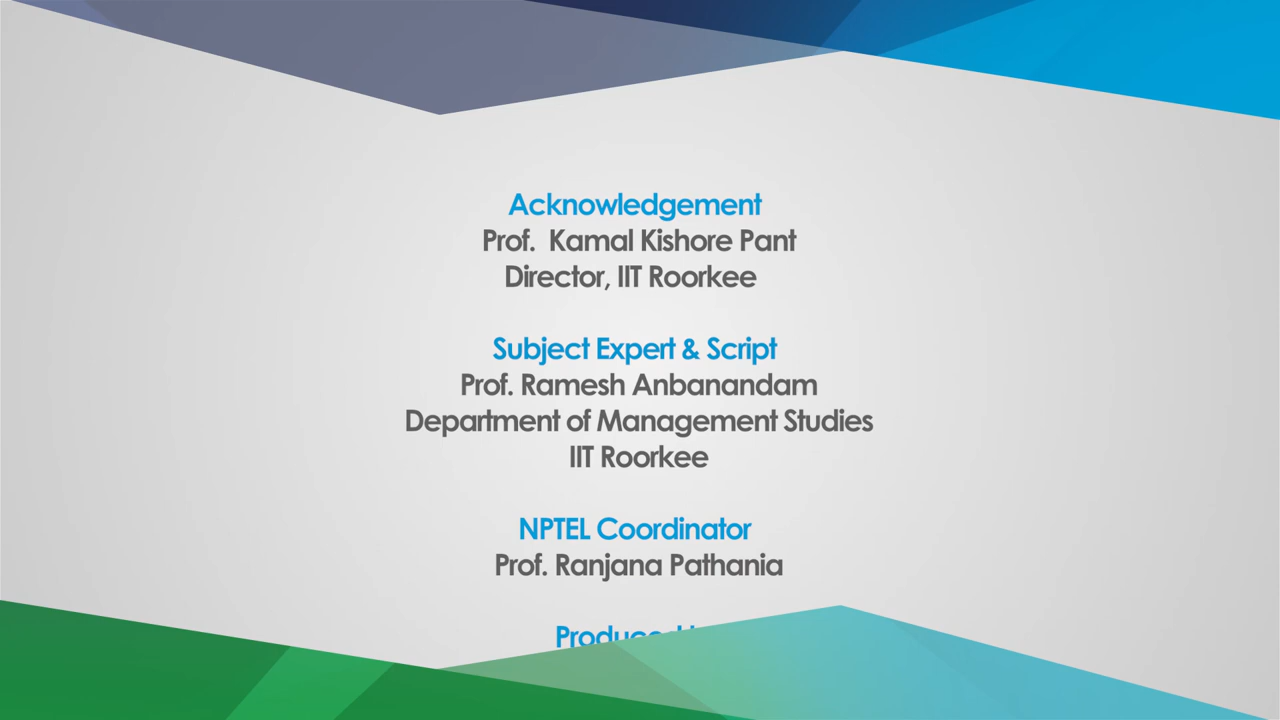 Acknowledgement
Prof. Kamal Kishore Pant
Director, IIT Roorkee
Subject Expert & Script
Prof. Ramesh Anbanandam
Department of Management Studies
IIT Roorkee
NPTEL Coordinator
Prof. Ranjana Pathania